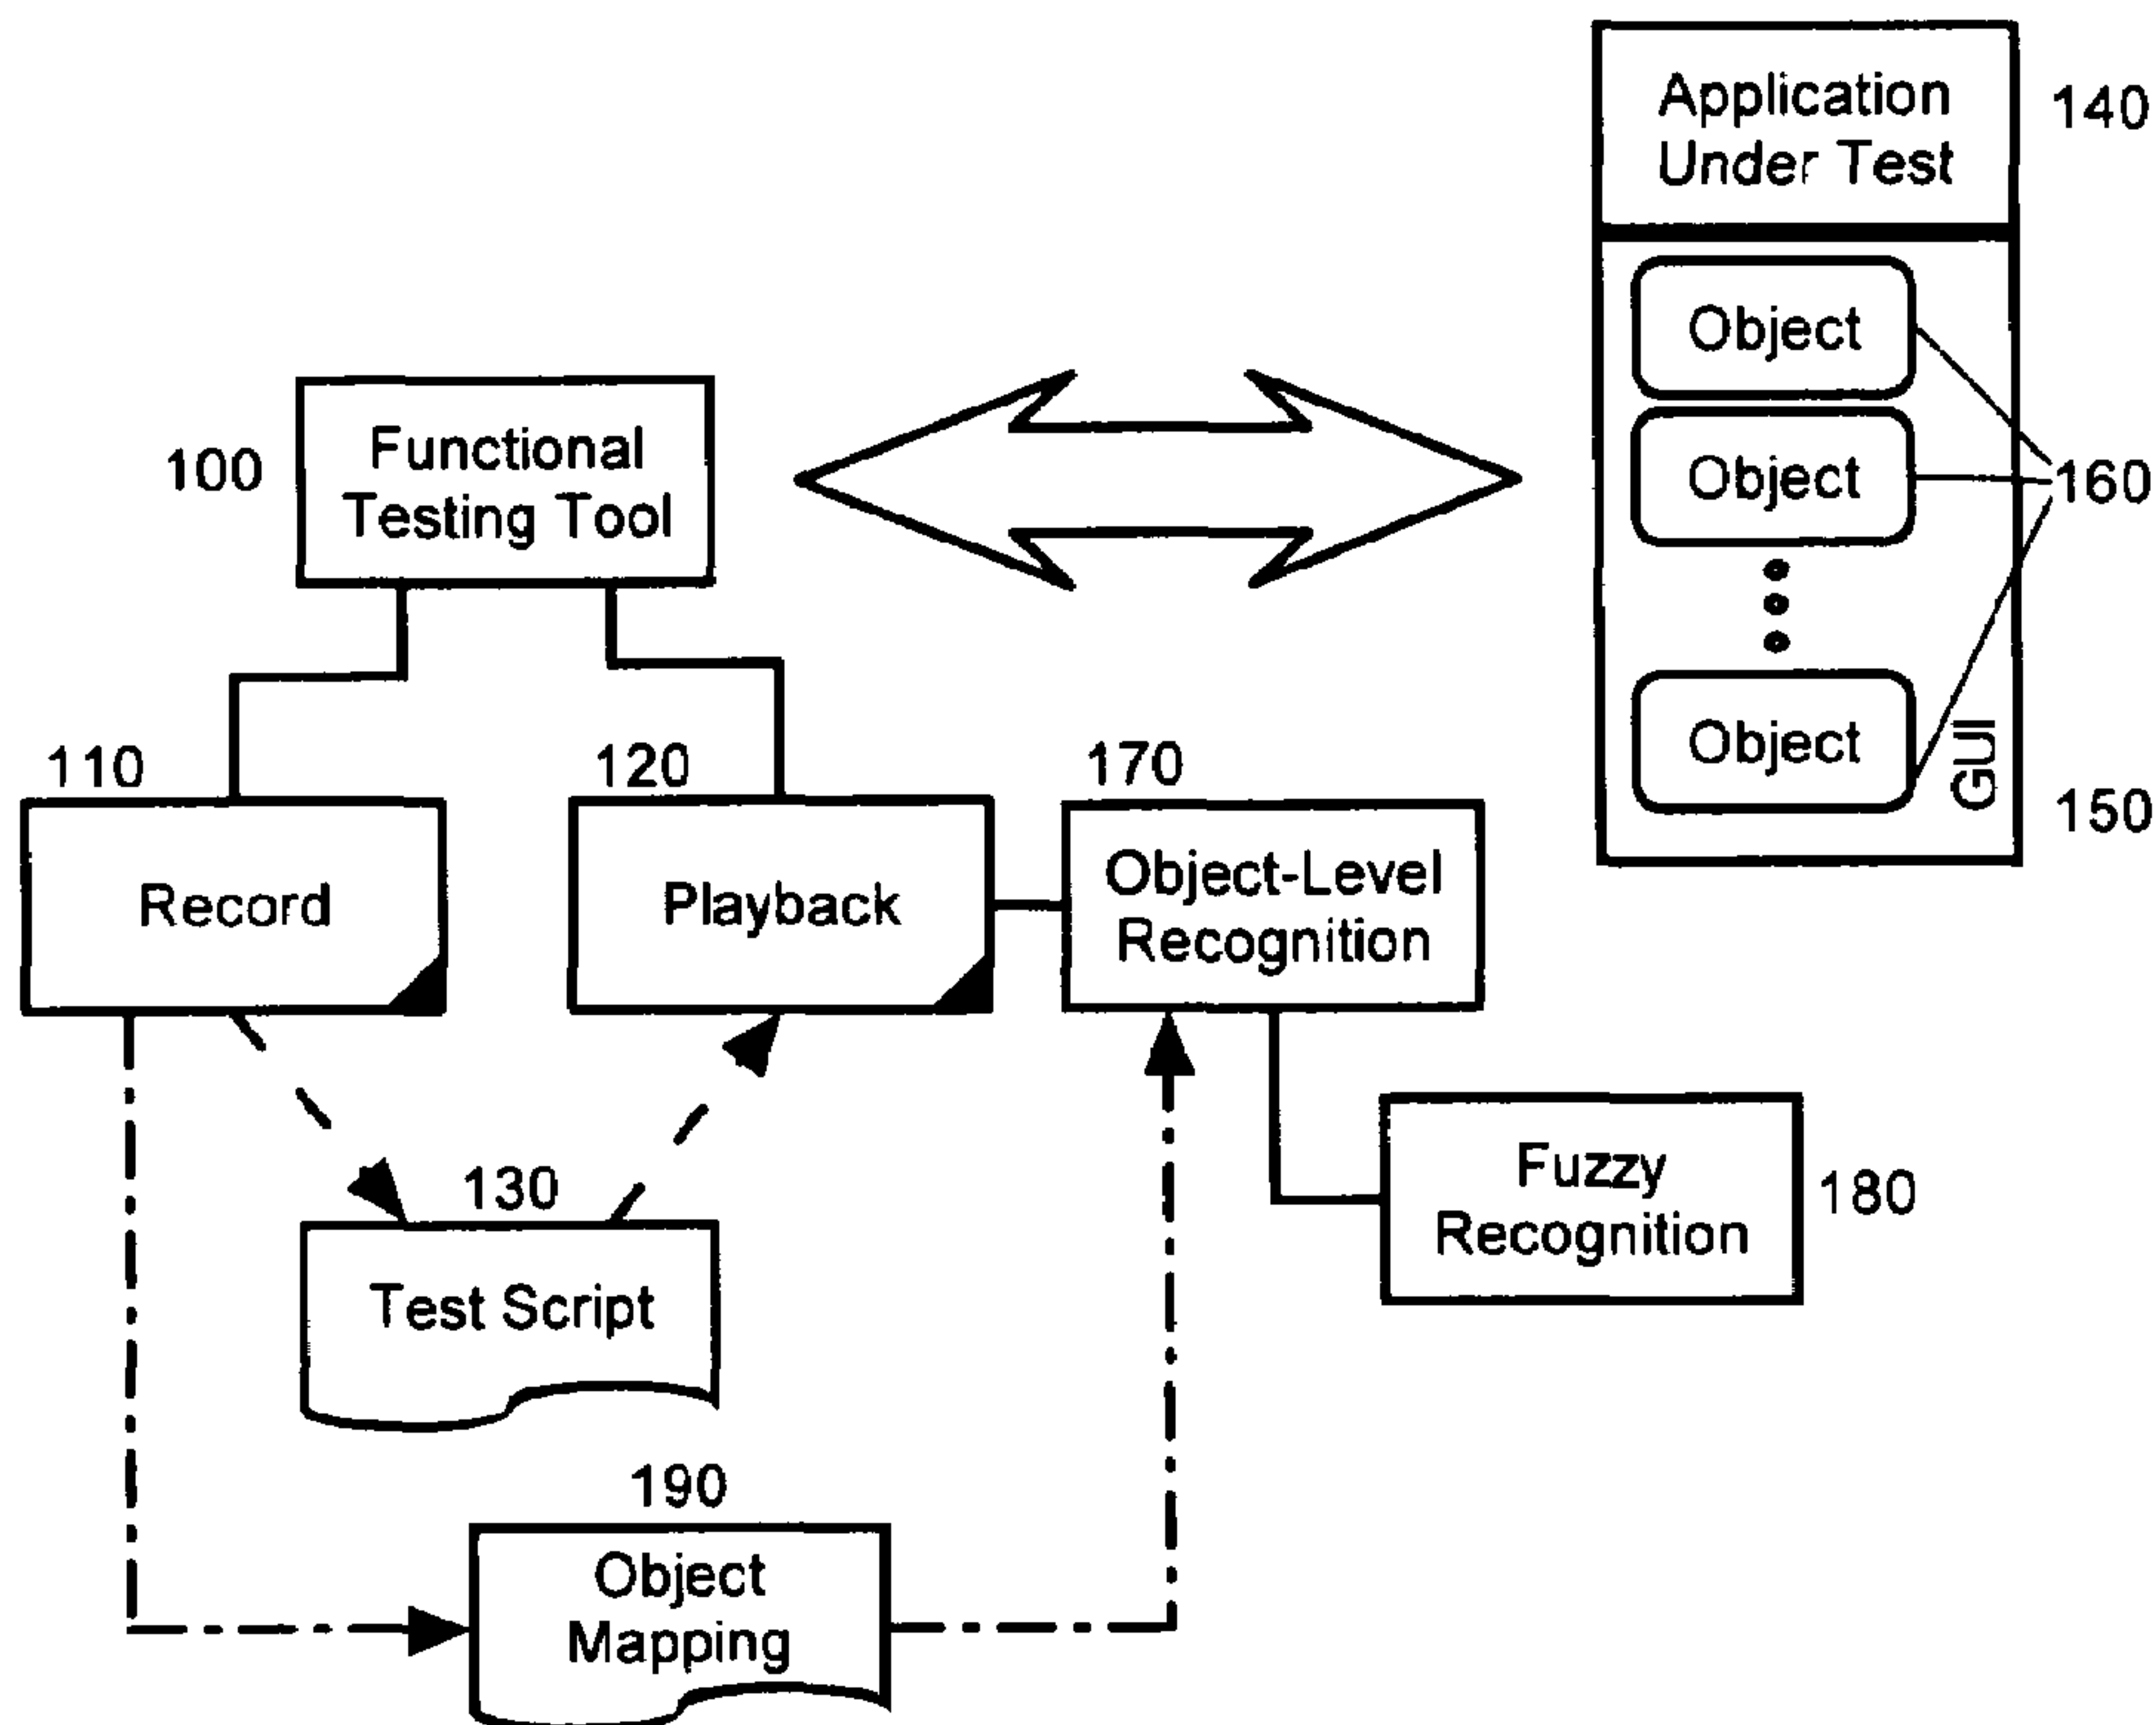 Application
Under Test
140
Object
Object
160
Object
GUI
150
100
Functional
Testing Tool
110
Record
120
Playback
170
Object-Level
Recognition
Fuzzy
Recognition
180
130
Test Script
190
Object
Mapping